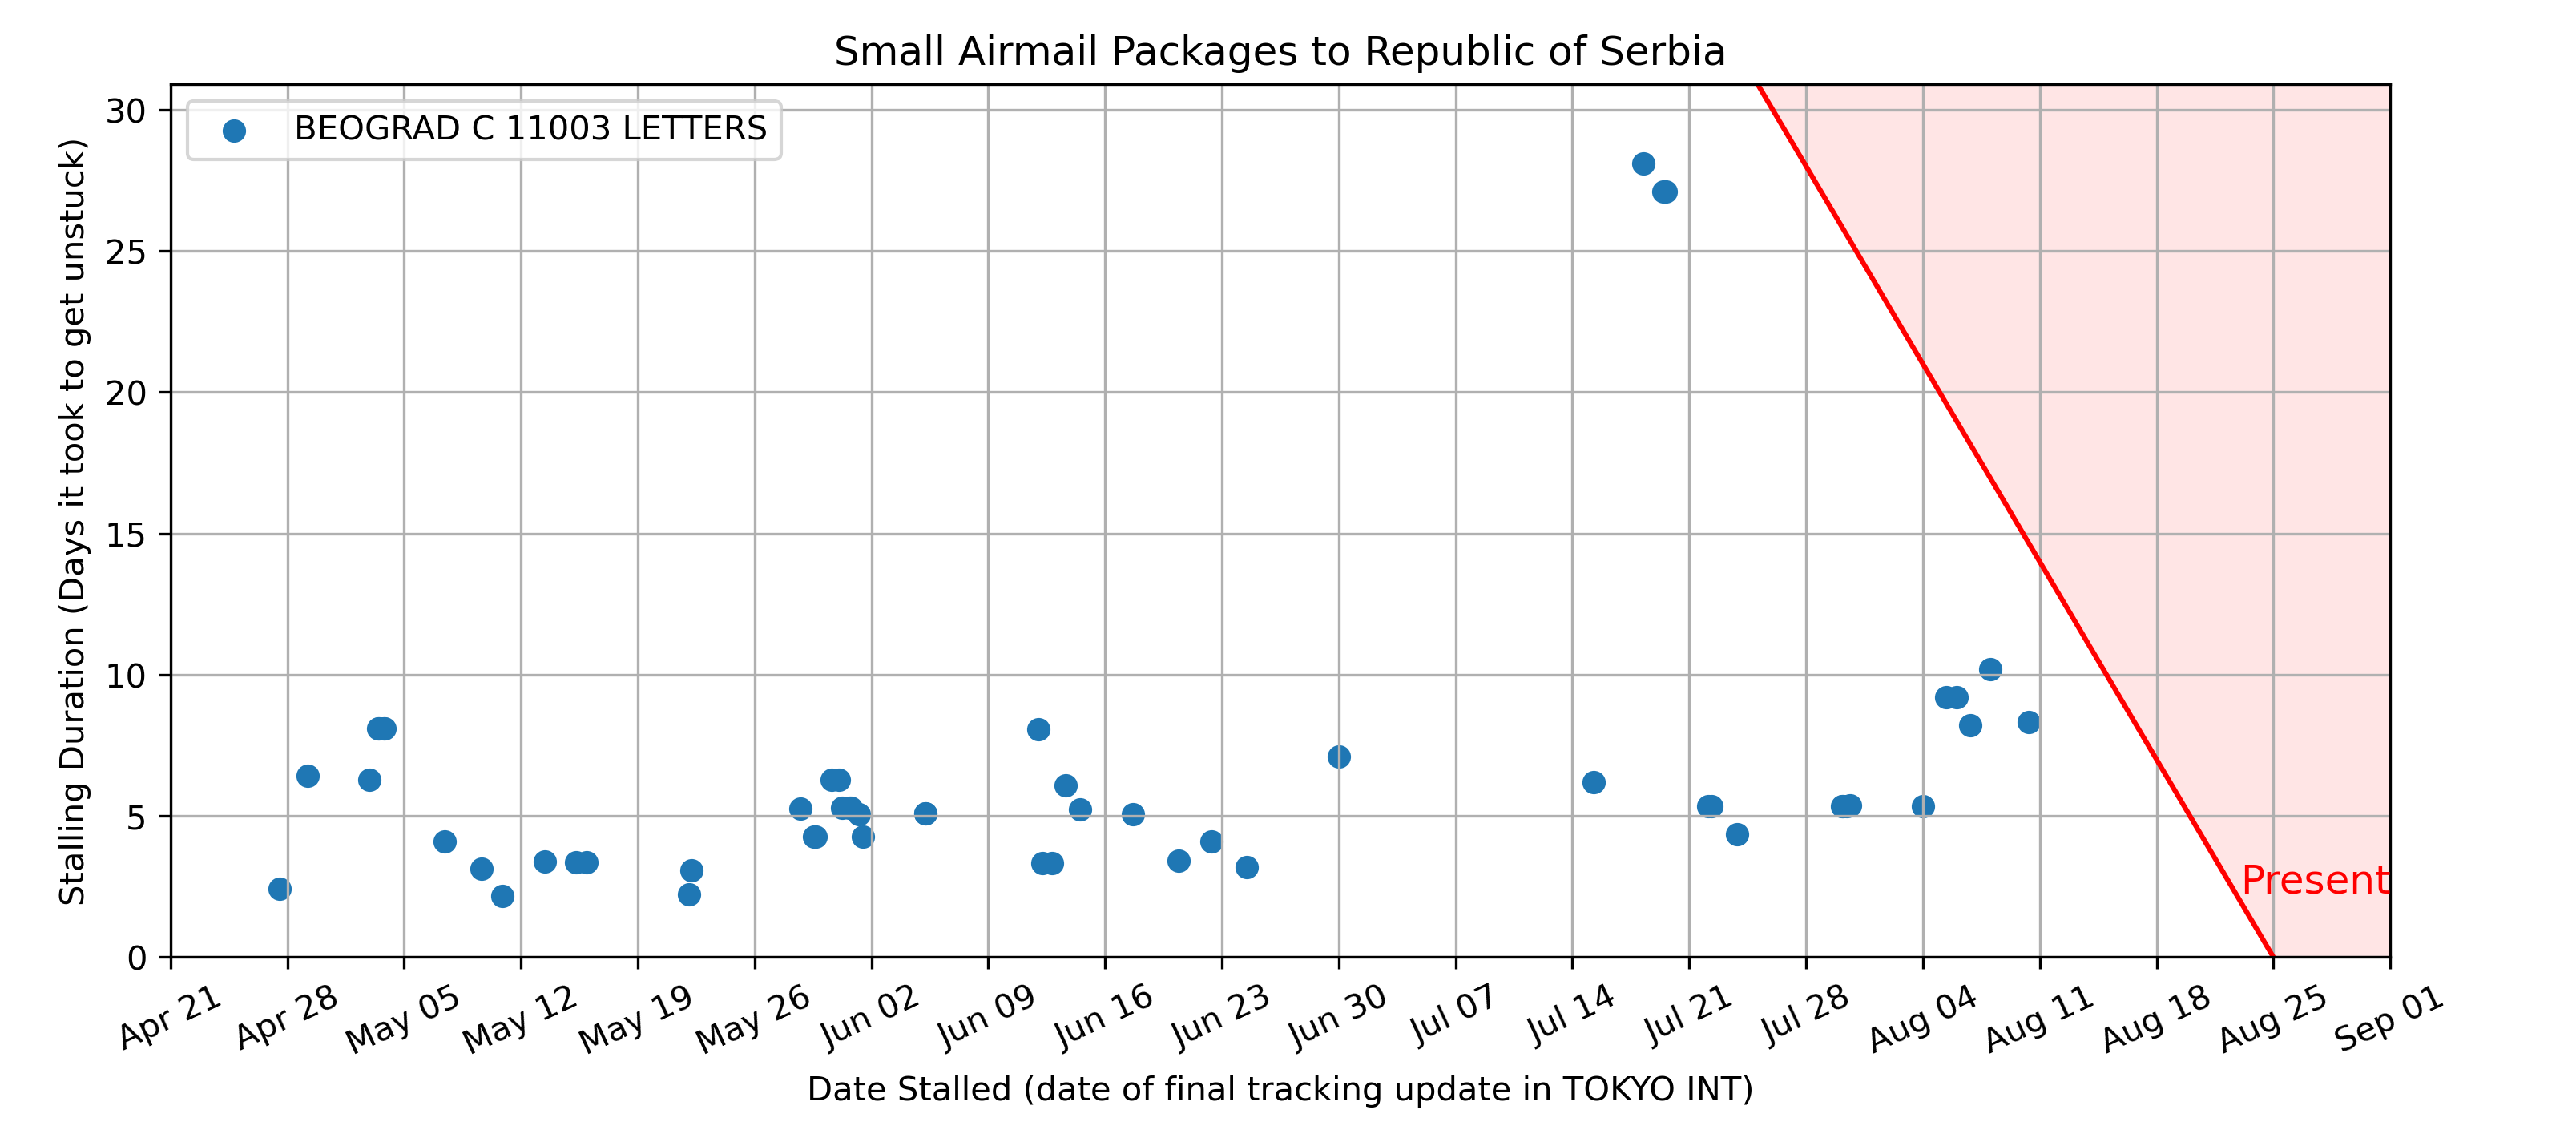 Small Airmail Packages to Republic of Serbia
BEOGRAD C 11003 LETTERS
Stalling Duration (Days it took to get unstuck)
30
25
20
15
10
5
0
Present
Apr 21
Apr 28
May 05
May 12
May 19
May 26
Jun 02
Jun 09
Jun 16
Jun 23
Jun 30
Jul 07
Jul 14
Jul 21
Jul 28
Aug 04
Aug 11
Aug 18
Aug 25
Sep 01
Date Stalled (date of final tracking update in TOKYO INT)